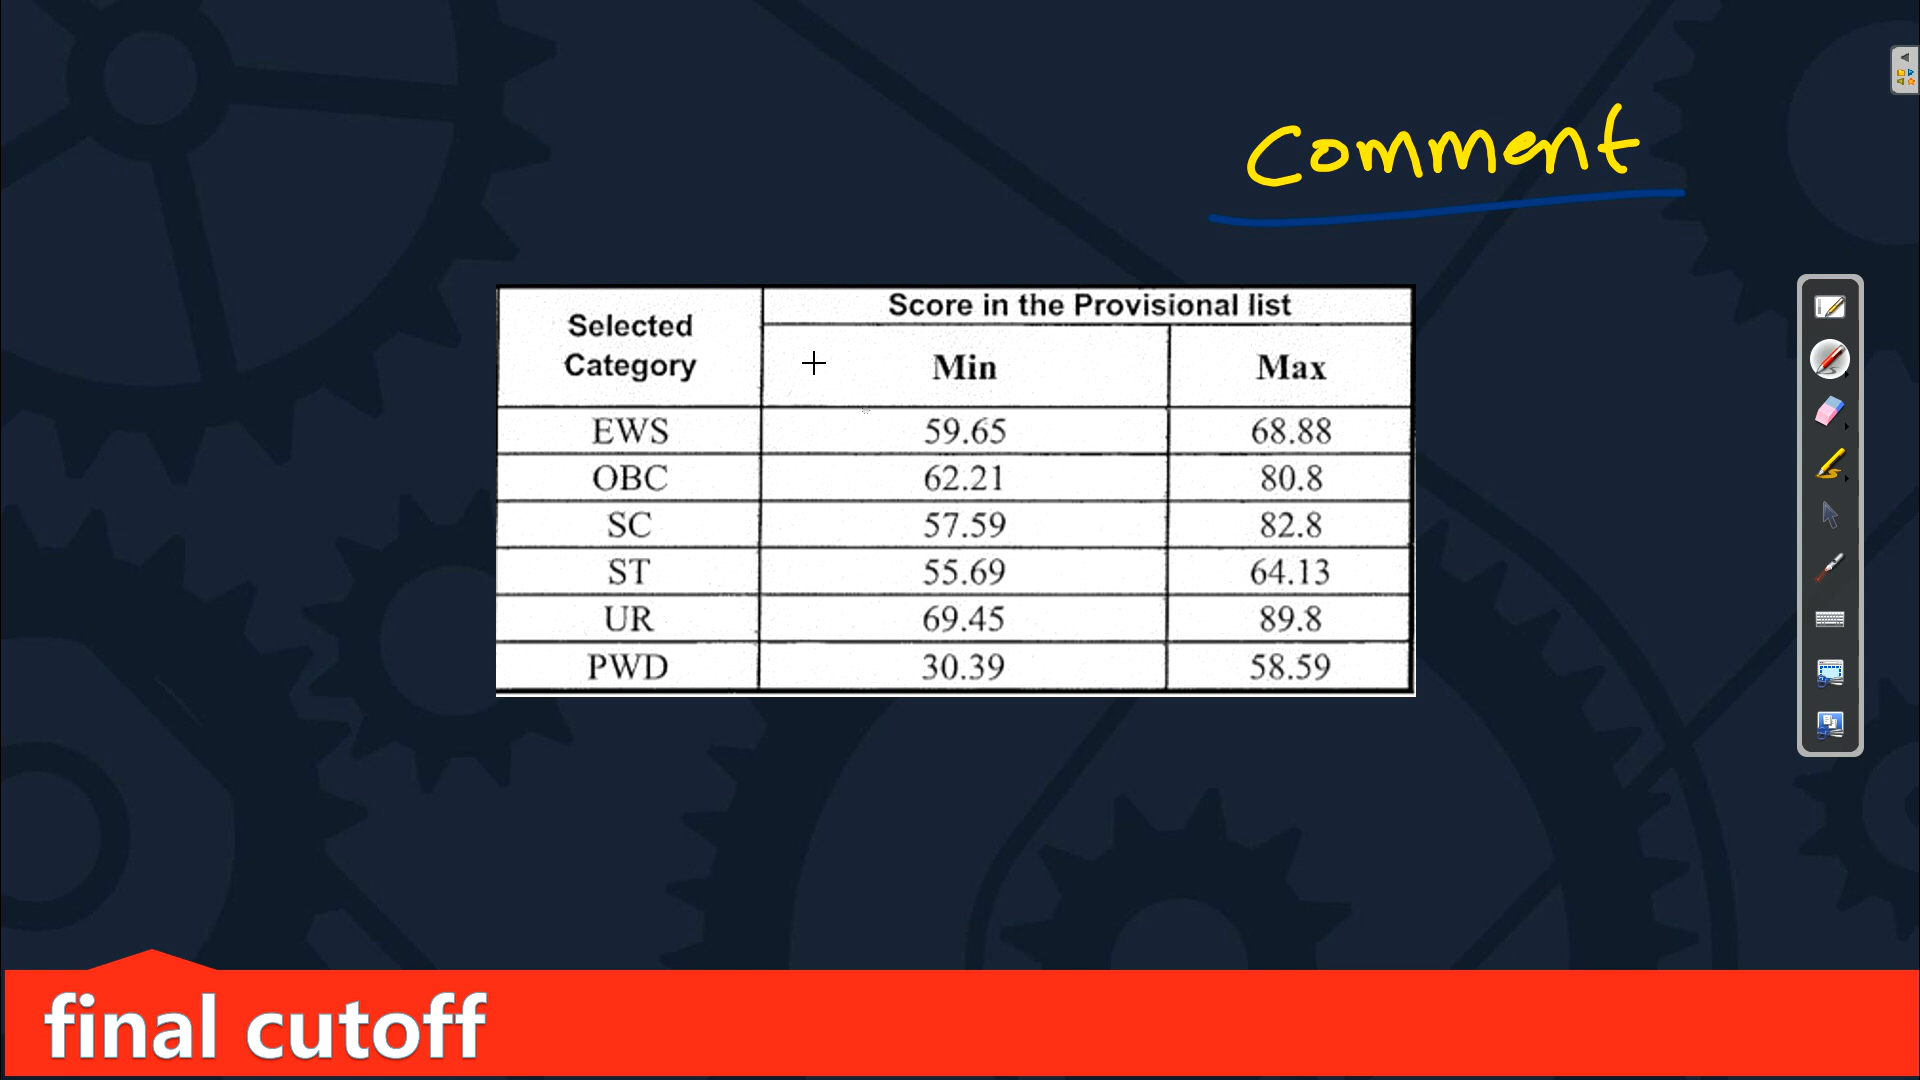 Comment
Selected Category | Score in the Provisional list
Min | Max
EWS | 59.65 | 68.88
OBC | 62.21 | 80.8
SC | 57.59 | 82.8
ST | 55.69 | 64.13
UR | 69.45 | 89.8
PWD | 30.39 | 58.59
final cutoff